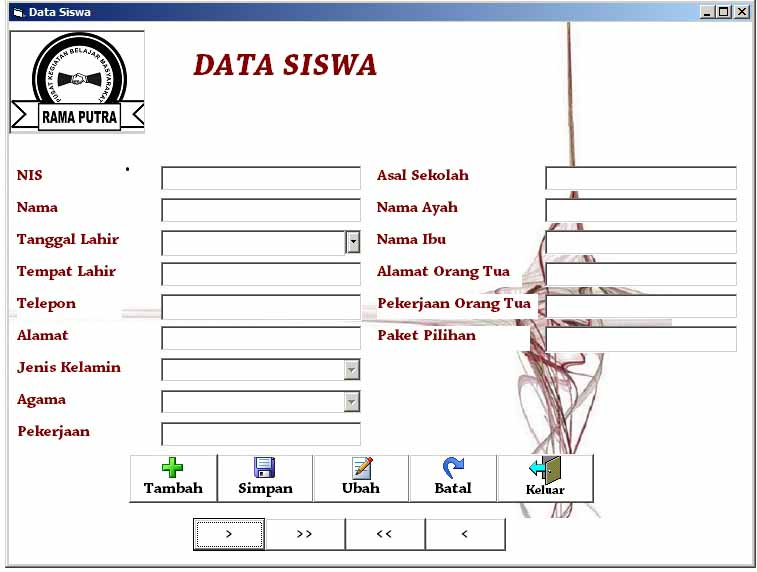 Data Siswa
PUSAT KEGIATAN BELAJAR MASYARAKAT
RAMA PUTRA
DATA SISWA
NIS
Nama
Tanggal Lahir
Tempat Lahir
Telepon
Alamat
Jenis Kelamin
Agama
Pekerjaan
Asal Sekolah
Nama Ayah
Nama Ibu
Alamat Orang Tua
Pekerjaan Orang Tua
Paket Pilihan
Tambah Simpan Ubah Batal Keluar
> >> << <